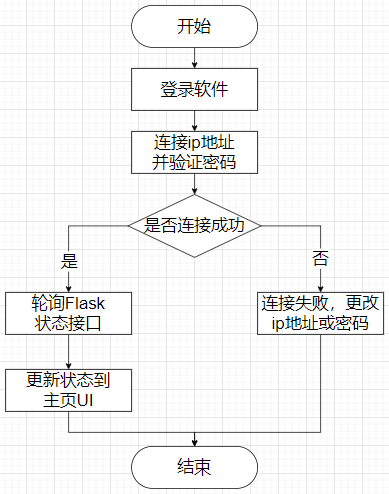 开始
登录软件
连接ip地址
并验证密码
是否连接成功
是
否
轮询Flask
状态接口
连接失败，更改
ip地址或密码
更新状态到
主页UI
结束